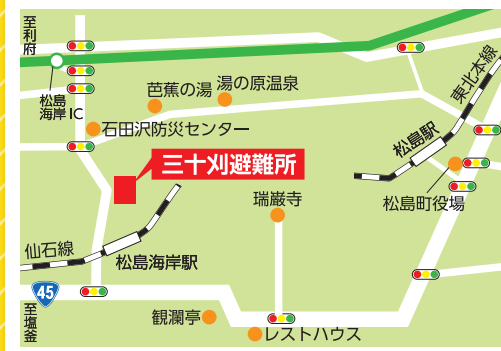 至利府
松島
海岸IC
芭蕉の湯
湯の原温泉
東北本線
石田沢防災センター
松島駅
三十刈避難所
瑞巌寺
松島町役場
仙石線
松島海岸駅
45
至塩釜
観瀾亭
レストハウス